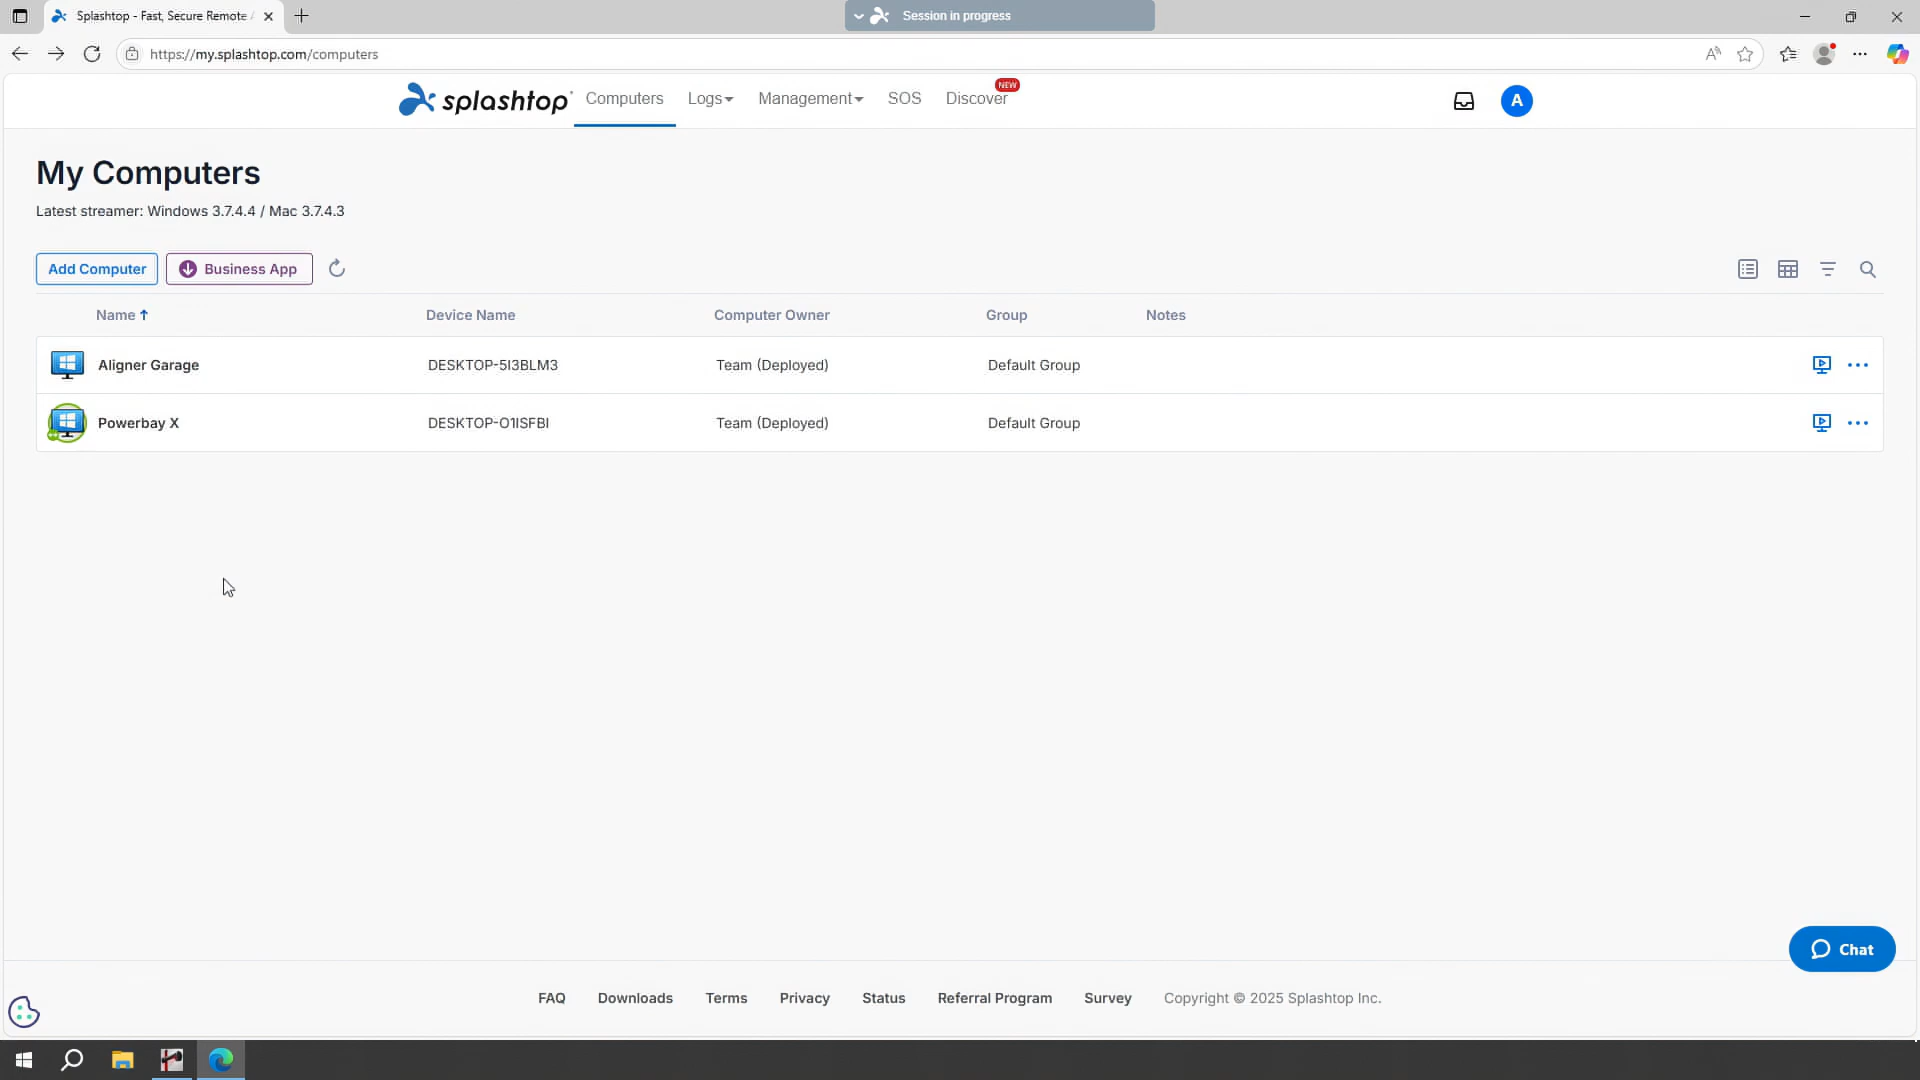 Splashtop - Fast, Secure Remote
Session in progress
https://my.splashtop.com/computers
splashtop
Computers
Logs
Management
SOS
Discover
NEW
A
My Computers
Latest streamer: Windows 3.7.4.4 / Mac 3.7.4.3
Add Computer
Business App
Name
Device Name
Computer Owner
Group
Notes
Aligner Garage
DESKTOP-5I3BLM3
Team (Deployed)
Default Group
Powerbay X
DESKTOP-O1ISFBI
Team (Deployed)
Default Group
Chat
FAQ
Downloads
Terms
Privacy
Status
Referral Program
Survey
Copyright © 2025 Splashtop Inc.